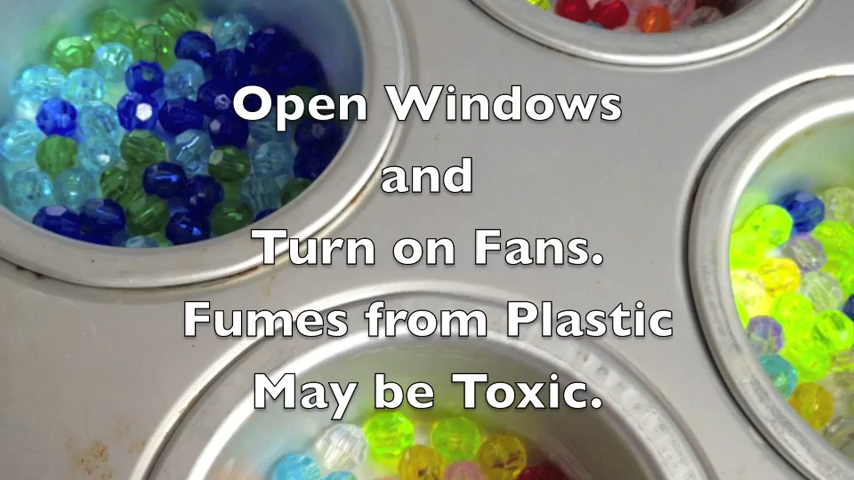 Open Windows
and
Turn on Fans.
Fumes from Plastic
May be Toxic.